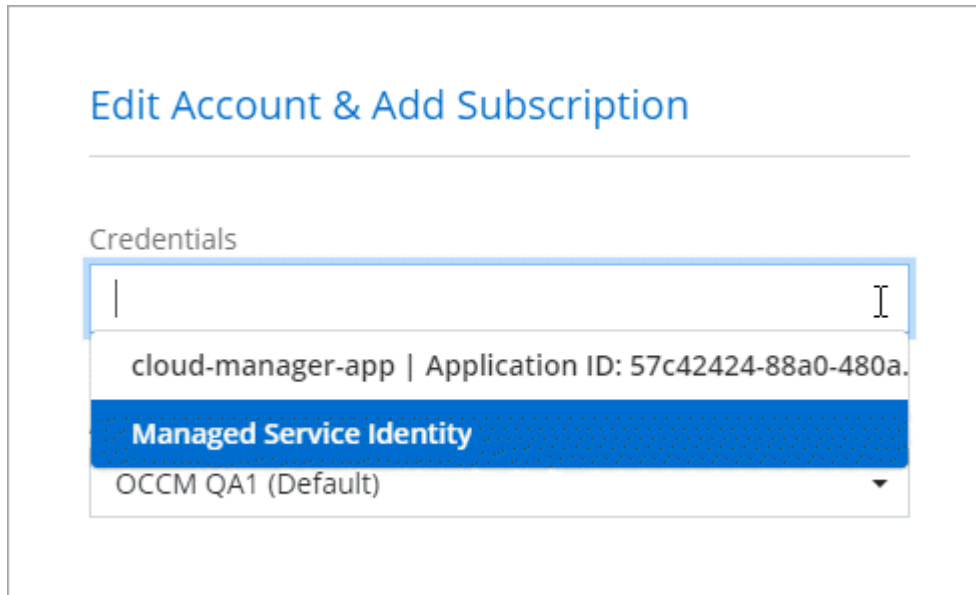 Edit Account & Add Subscription
Credentials
cloud-manager-app | Application ID: 57c42424-88a0-480a.
Managed Service Identity
OCCM QA1 (Default)